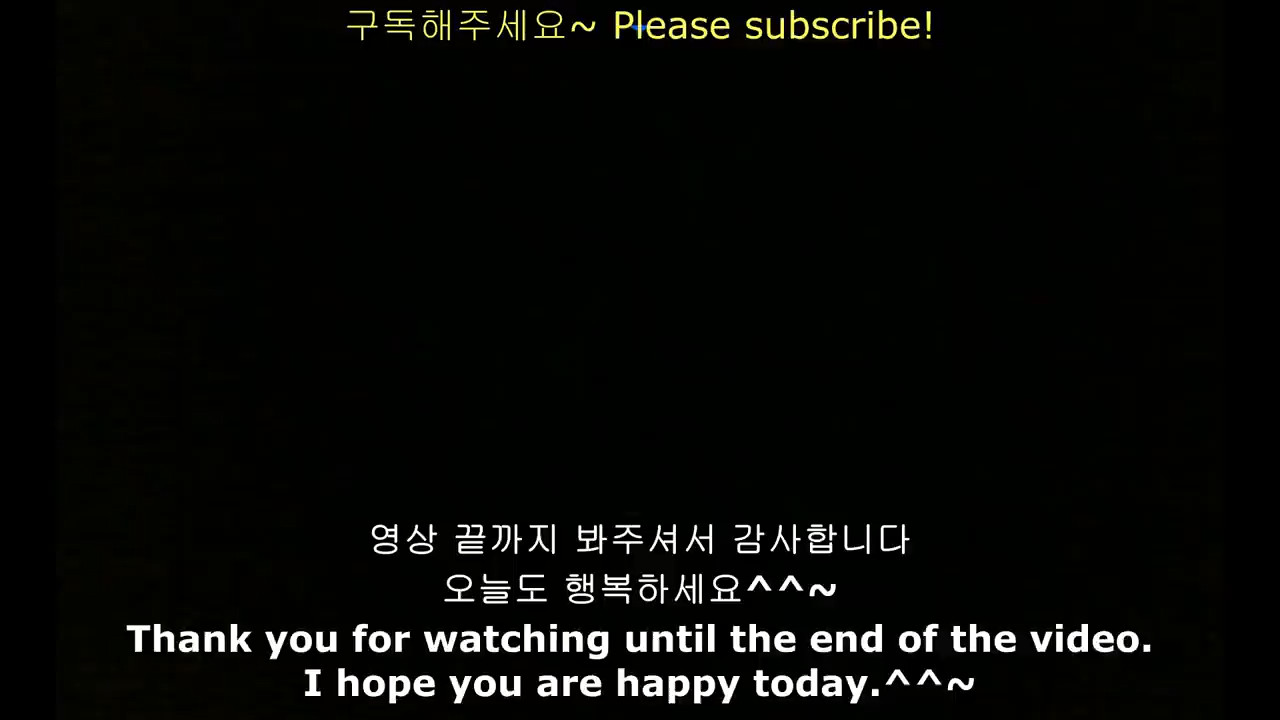 구독해주세요~ Please subscribe!
영상 끝까지 봐주셔서 감사합니다
오늘도 행복하세요^^~
Thank you for watching until the end of the video.
I hope you are happy today.^^~